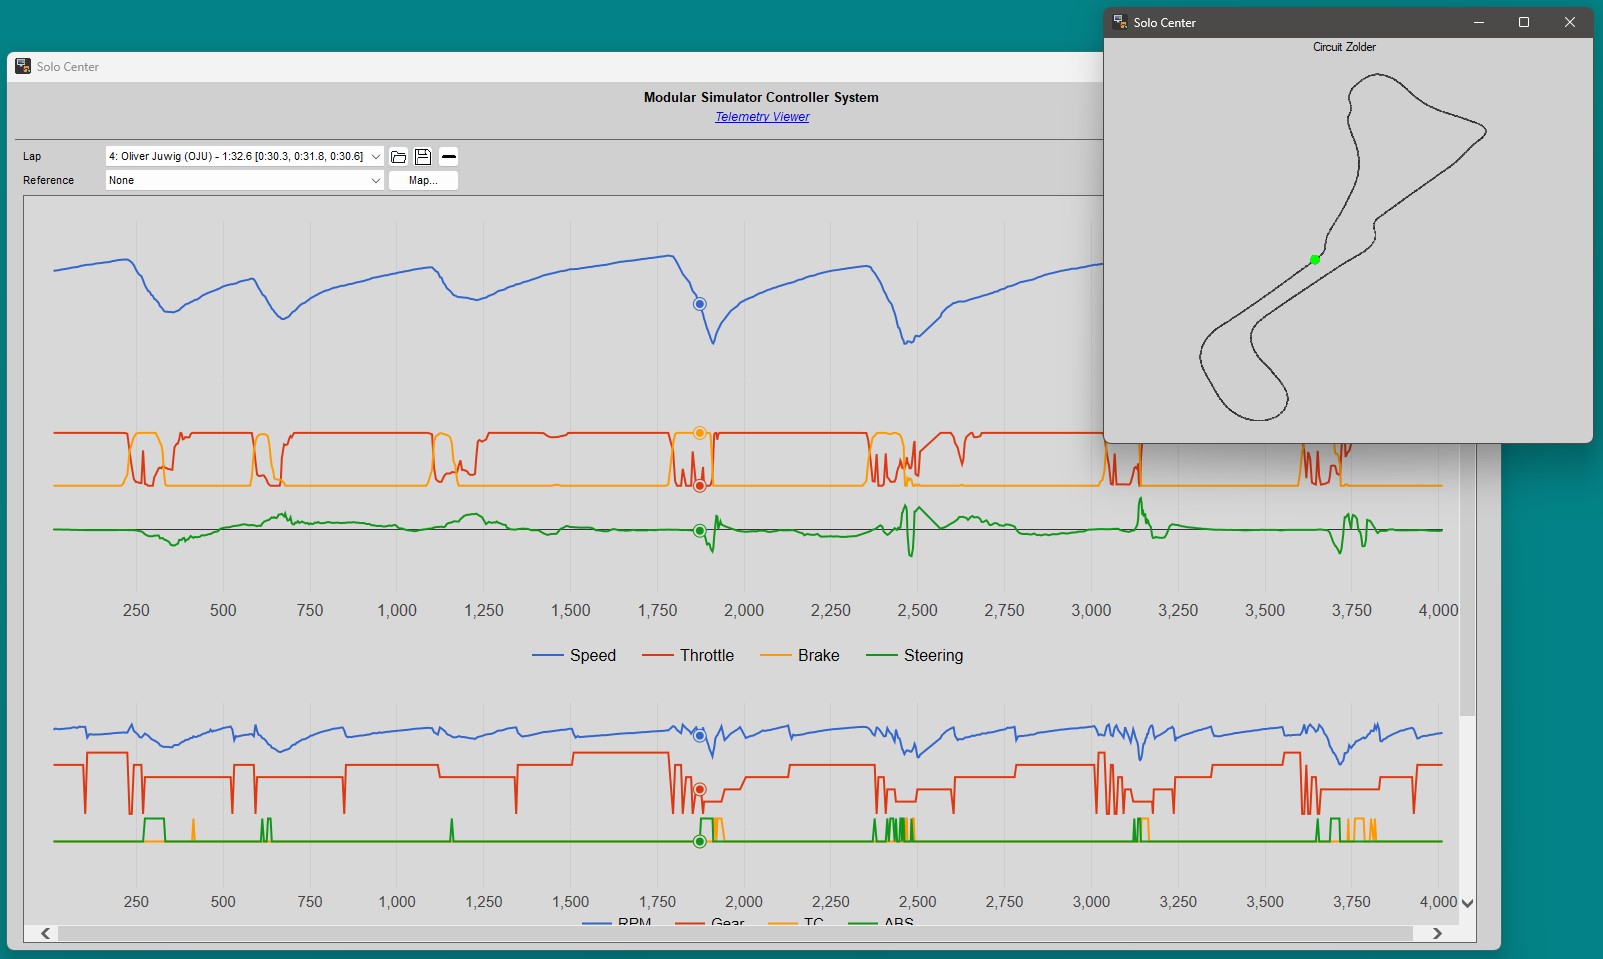 Solo Center
Circuit Zolder
Solo Center
Modular Simulator Controller System
Telemetry Viewer
Lap
4: Oliver Juwig (OJU) - 1:32.6 [0:30.3, 0:31.8, 0:30.6]
Reference
None
Map...
250 500 750 1,000 1,250 1,500 1,750 2,000 2,250 2,500 2,750 3,000 3,250 3,500 3,750 4,000
Speed Throttle Brake Steering
250 500 750 1,000 1,250 1,500 1,750 2,000 2,250 2,500 2,750 3,000 3,250 3,500 3,750 4,000
RPM Gear TC ABS